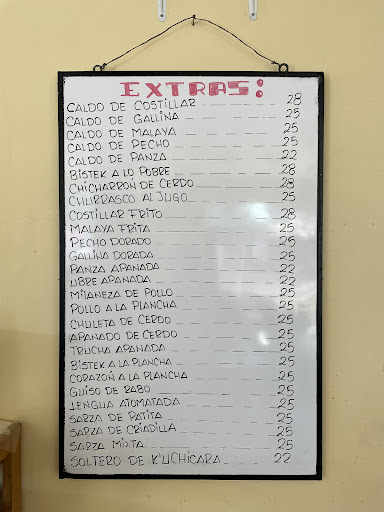 EXTRAS:
CALDO DE COSTILLAR 28
CALDO DE GALLINA 25
CALDO DE MALAYA 25
CALDO DE PECHO 25
CALDO DE PANZA 22
BISTEK A LO POBRE 28
CHICHARRON DE CERDO 28
CHURRASCO AL JUGO 25
COSTILLAR FRITO 28
MALAYA FRITA 25
PECHO DORADO 25
GALLINA DORADA 25
PANZA APANADA 22
UBRE APANADA 22
MILANEZA DE POLLO 25
POLLO A LA PLANCHA 25
CHULETA DE CERDO 25
APANADO DE CERDO 25
TRUCHA APANADA 25
BISTEK A LA PLANCHA 25
CORAZON A LA PLANCHA 25
GUISO DE RABO 25
LENGUA ATOMATADA 25
SARZA DE PATITA 25
SARZA DE CRIADILLA 25
SARZA MIXTA 25
SOLTERO DE K'UCHICARA 22